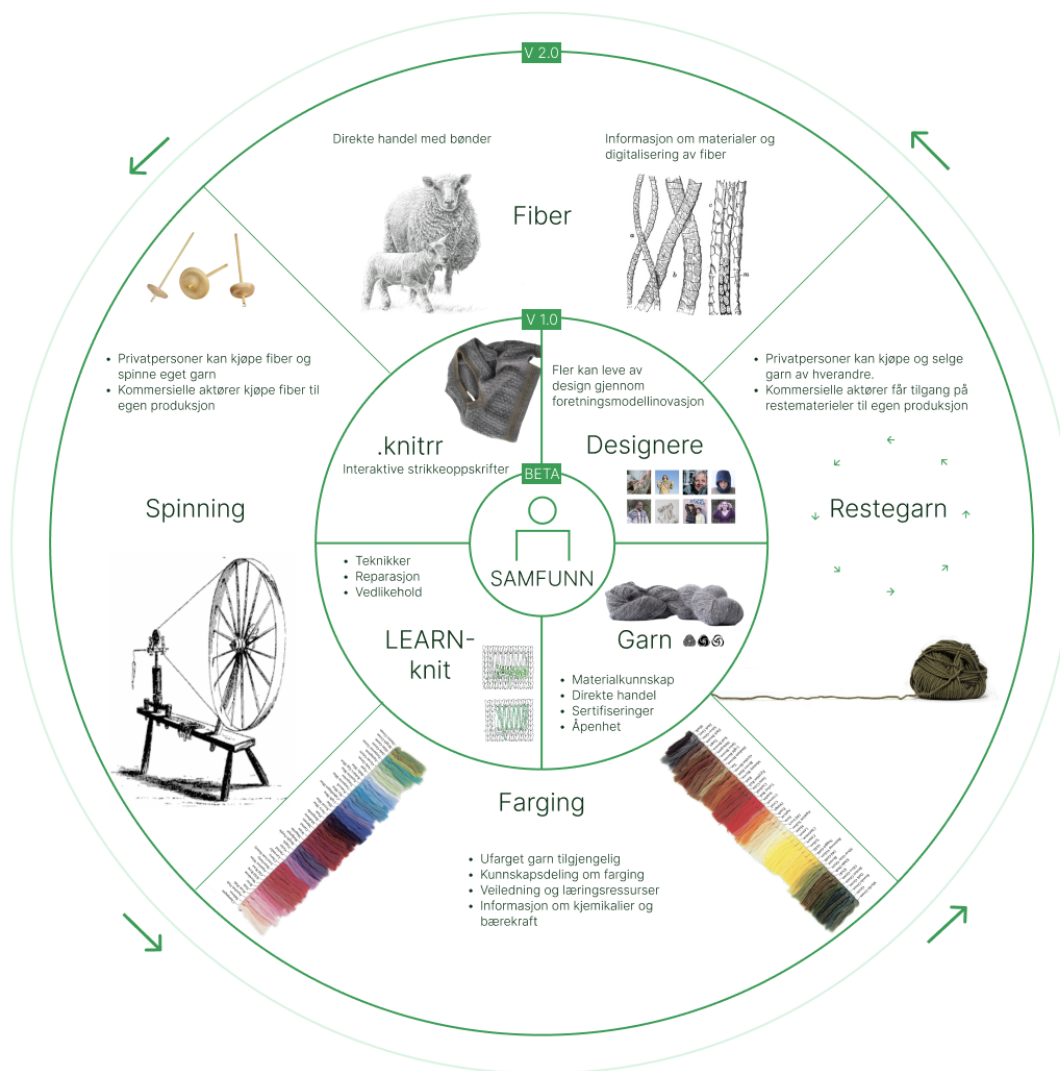 V 2.0
Direkte handel med bønder
Informasjon om materialer og
digitalisering av fiber
Fiber
a
b
c
m
V 1.0
• Privatpersoner kan kjøpe fiber og
spinne eget garn
• Kommersielle aktører kjøpe fiber til
egen produksjon
Fler kan leve av
design gjennom
foretningsmodellinovasjon
• Privatpersoner kan kjøpe og selge
garn av hverandre.
• Kommersielle aktører får tilgang på
restematerieler til egen produksjon
.knitrr
Interaktive strikkeoppskrifter
Designere
BETA
Spinning
Restegarn
SAMFUNN
• Teknikker
• Reparasjon
• Vedlikehold
LEARN-
knit
Garn
• Materialkunnskap
• Direkte handel
• Sertifiseringer
• Åpenhet
Farging
• Ufarget garn tilgjengelig
• Kunnskapsdeling om farging
• Veiledning og læringsressurser
• Informasjon om kjemikalier og
bærekraft